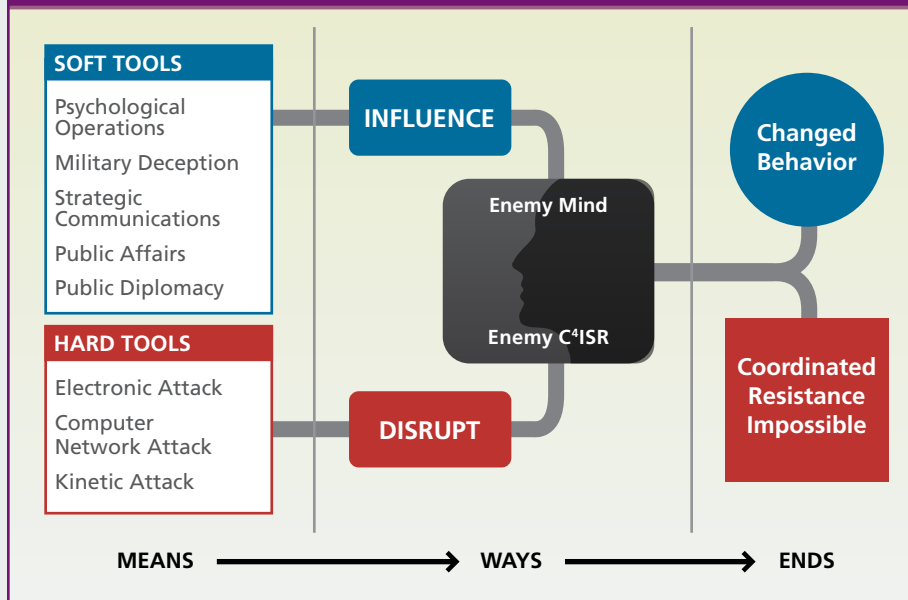 SOFT TOOLS
Psychological
Operations
Military Deception
Strategic
Communications
Public Affairs
Public Diplomacy
HARD TOOLS
Electronic Attack
Computer
Network Attack
Kinetic Attack
INFLUENCE
Enemy Mind
Enemy C⁴ISR
DISRUPT
Changed
Behavior
Coordinated
Resistance
Impossible
MEANS
WAYS
ENDS